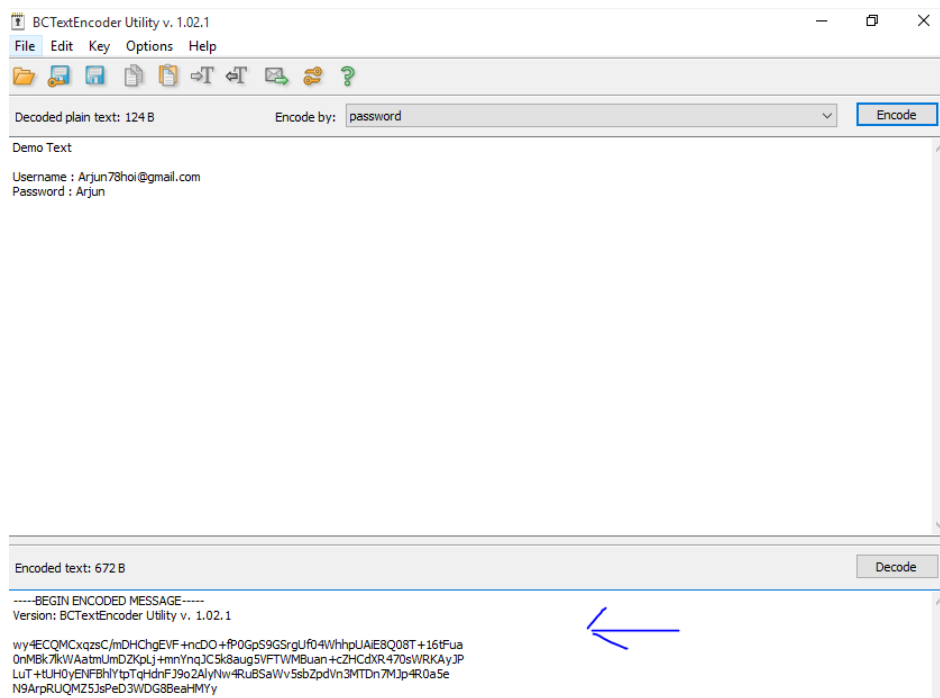 BCTextEncoder Utility v. 1.02.1
File Edit Key Options Help
Decoded plain text: 124 B Encode by: password Encode
Demo Text
Username : Arjun78hoi@gmail.com
Password : Arjun
Encoded text: 672 B Decode
-----BEGIN ENCODED MESSAGE-----
Version: BCTextEncoder Utility v. 1.02.1
wy4ECQMCxqzsC/mDHChgEVF+ncDO+fP0GpS9GSrgUf04WhhpUAiE8Q08T+16tFua
0nMBk7lkWAatmUmDZKpLj+mnYnqJC5k8aug5VFTWMBuan+cZHCdXR470sWRKAyJP
LuT+tUH0yENFBhlYtpTqHdnFJ9o2AlyNw4RuBSaWv5sbZpdVn3MTDn7MJp4R0a5e
N9ArpRUQMZ5JsPeD3WDG8BeaHMYy